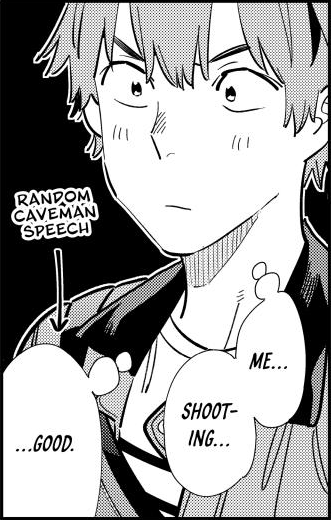 ME...
SHOOT-
ING...
...GOOD.
RANDOM
CAVEMAN
SPEECH